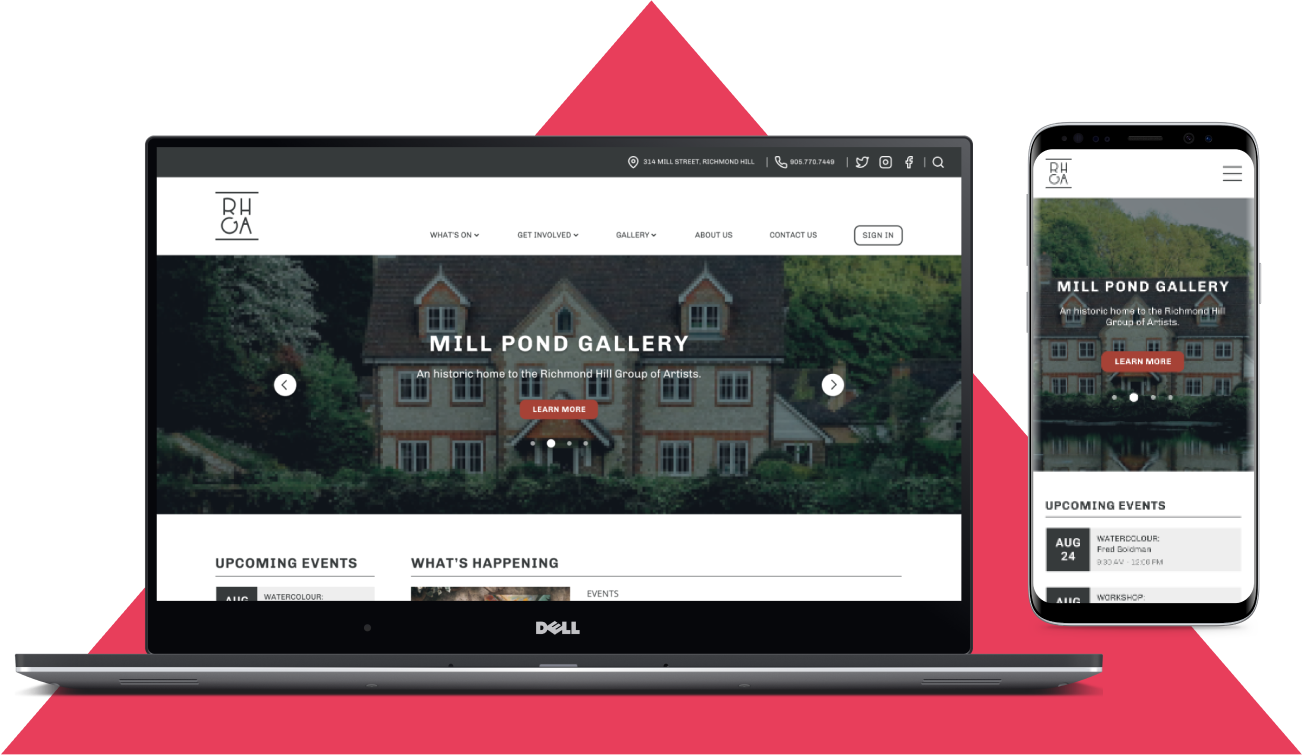 314 MILL STREET, RICHMOND HILL | 905.770.7449
RH
GA
WHAT'S ON GET INVOLVED GALLERY ABOUT US CONTACT US SIGN IN
MILL POND GALLERY
An historic home to the Richmond Hill Group of Artists.
LEARN MORE
UPCOMING EVENTS
AUG
WATERCOLOUR:
WHAT'S HAPPENING
EVENTS
DELL
RH
GA
MILL POND GALLERY
An historic home to the Richmond Hill
Group of Artists.
LEARN MORE
UPCOMING EVENTS
AUG
24
WATERCOLOUR:
Fred Goldman
9:30 AM - 12:00 PM
AUG
WORKSHOP: